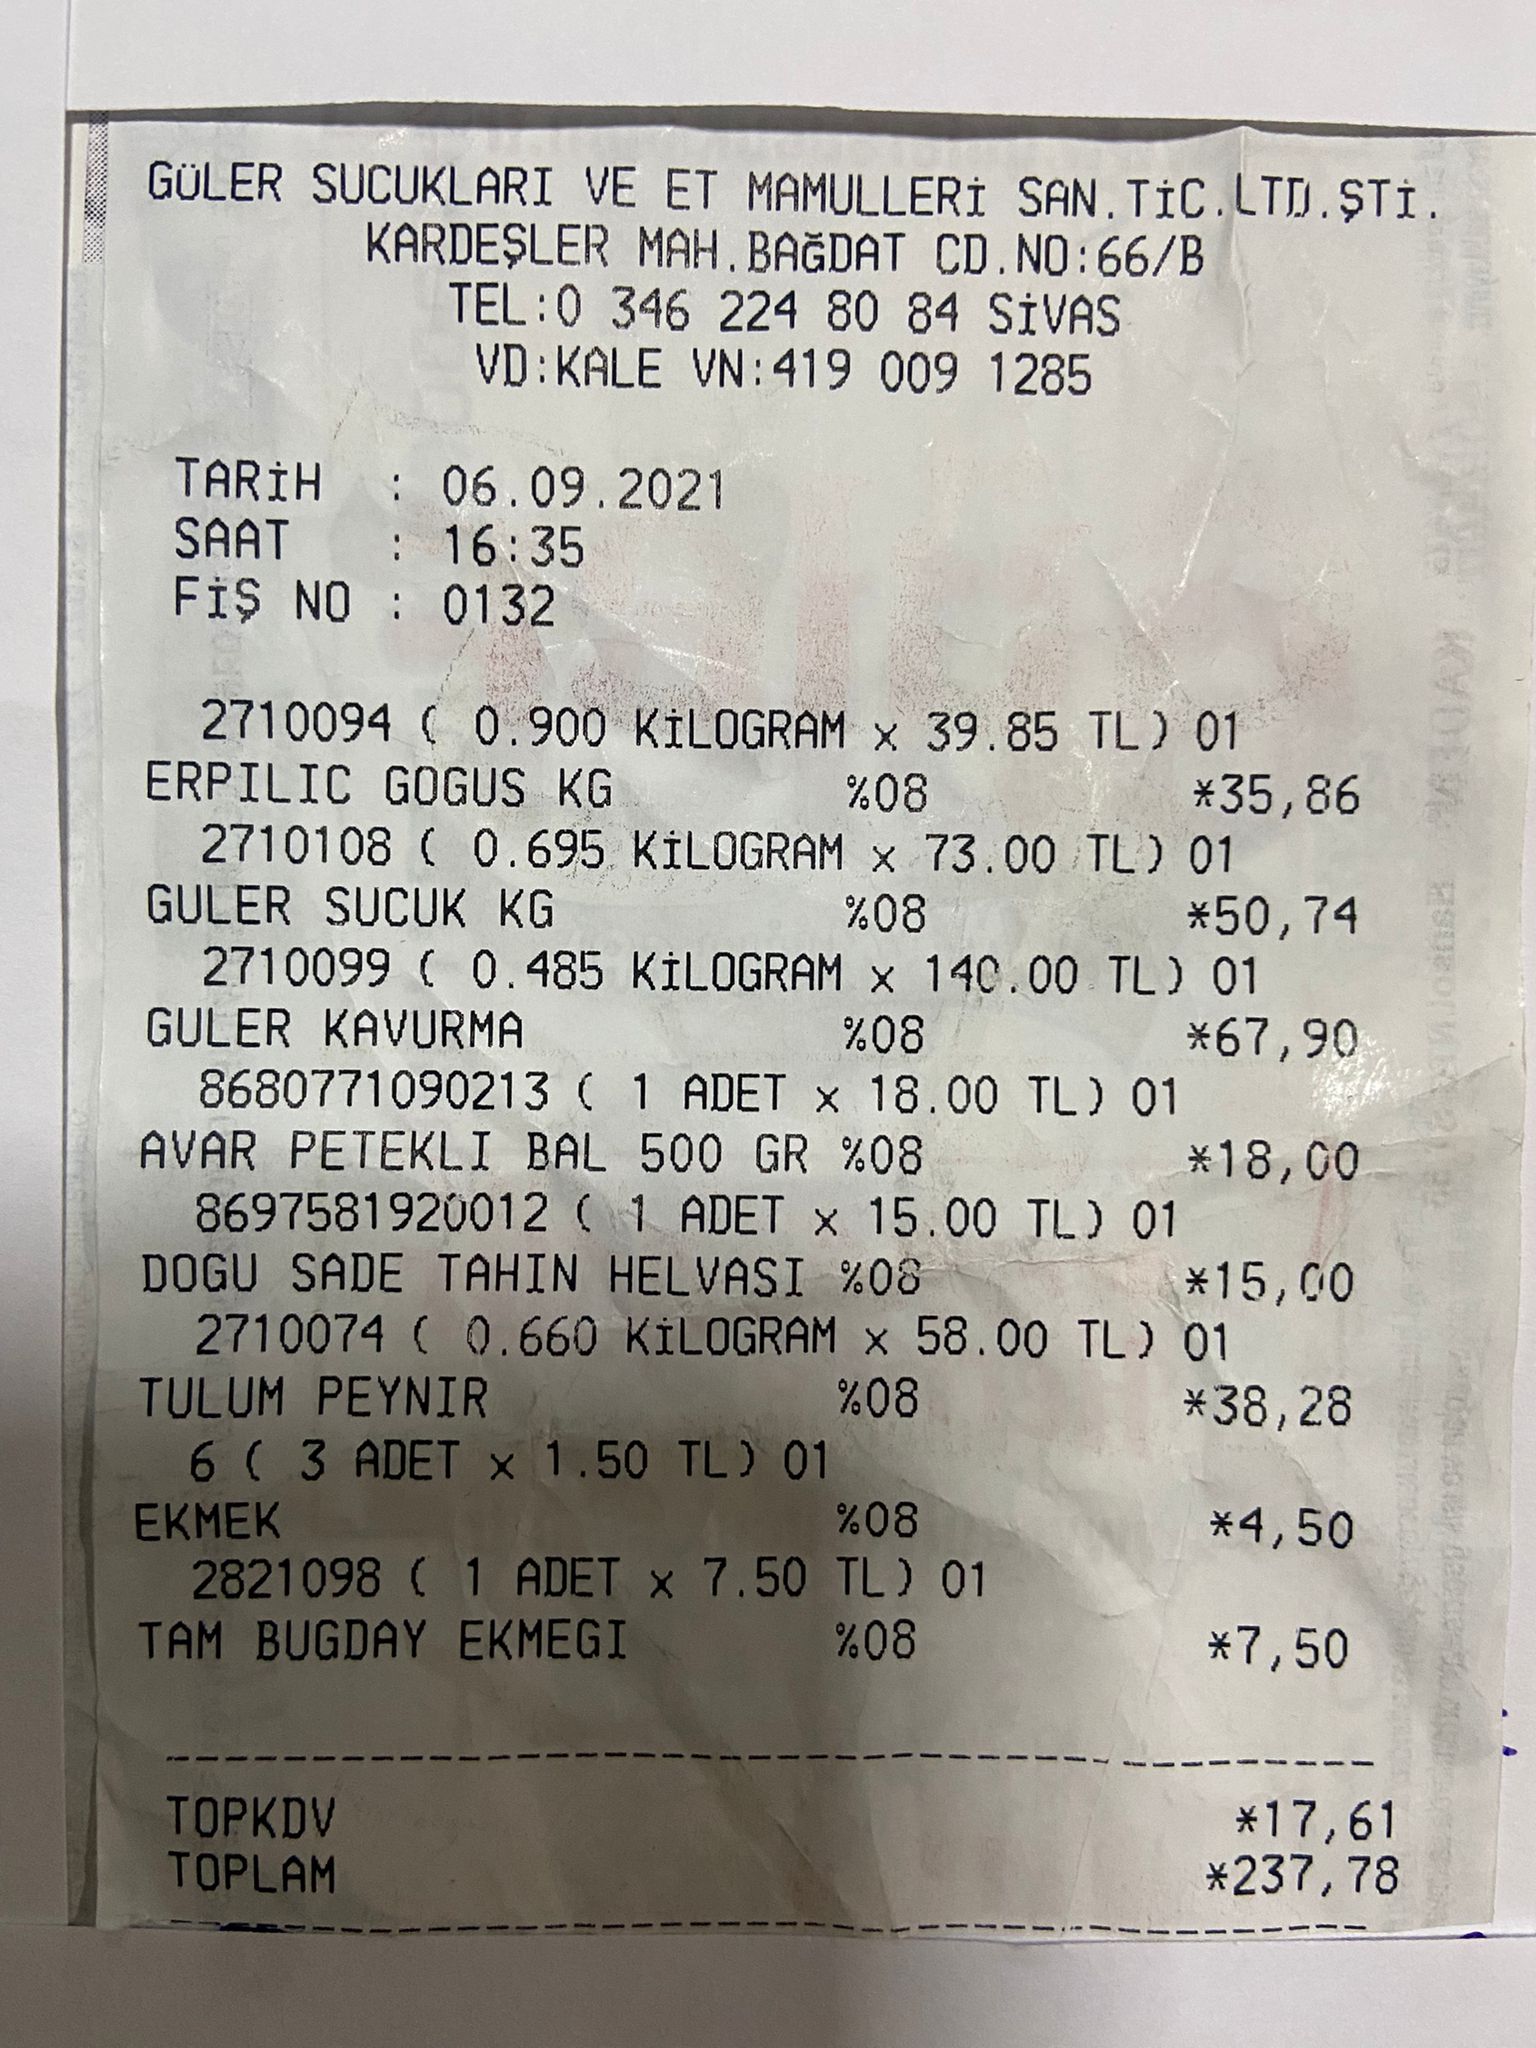 GÜLER SUCUKLARI VE ET MAMULLERİ SAN.TİC.LTD.ŞTİ.
KARDEŞLER MAH.BAĞDAT CD.NO:66/B
TEL:0 346 224 80 84 SİVAS
VD:KALE VN:419 009 1285
TARİH : 06.09.2021
SAAT : 16:35
FİŞ NO : 0132
2710094 ( 0.900 KİLOGRAM x 39.85 TL) 01
ERPILIC GOGUS KG %08 *35,86
2710108 ( 0.695 KİLOGRAM x 73.00 TL) 01
GULER SUCUK KG %08 *50,74
2710099 ( 0.485 KİLOGRAM x 140.00 TL) 01
GULER KAVURMA %08 *67,90
8680771090213 ( 1 ADET x 18.00 TL) 01
AVAR PETEKLI BAL 500 GR %08 *18,00
8697581920012 ( 1 ADET x 15.00 TL) 01
DOGU SADE TAHIN HELVASI %08 *15,00
2710074 ( 0.660 KİLOGRAM x 58.00 TL) 01
TULUM PEYNIR %08 *38,28
6 ( 3 ADET x 1.50 TL) 01
EKMEK %08 *4,50
2821098 ( 1 ADET x 7.50 TL) 01
TAM BUGDAY EKMEGI %08 *7,50
TOPKDV *17,61
TOPLAM *237,78